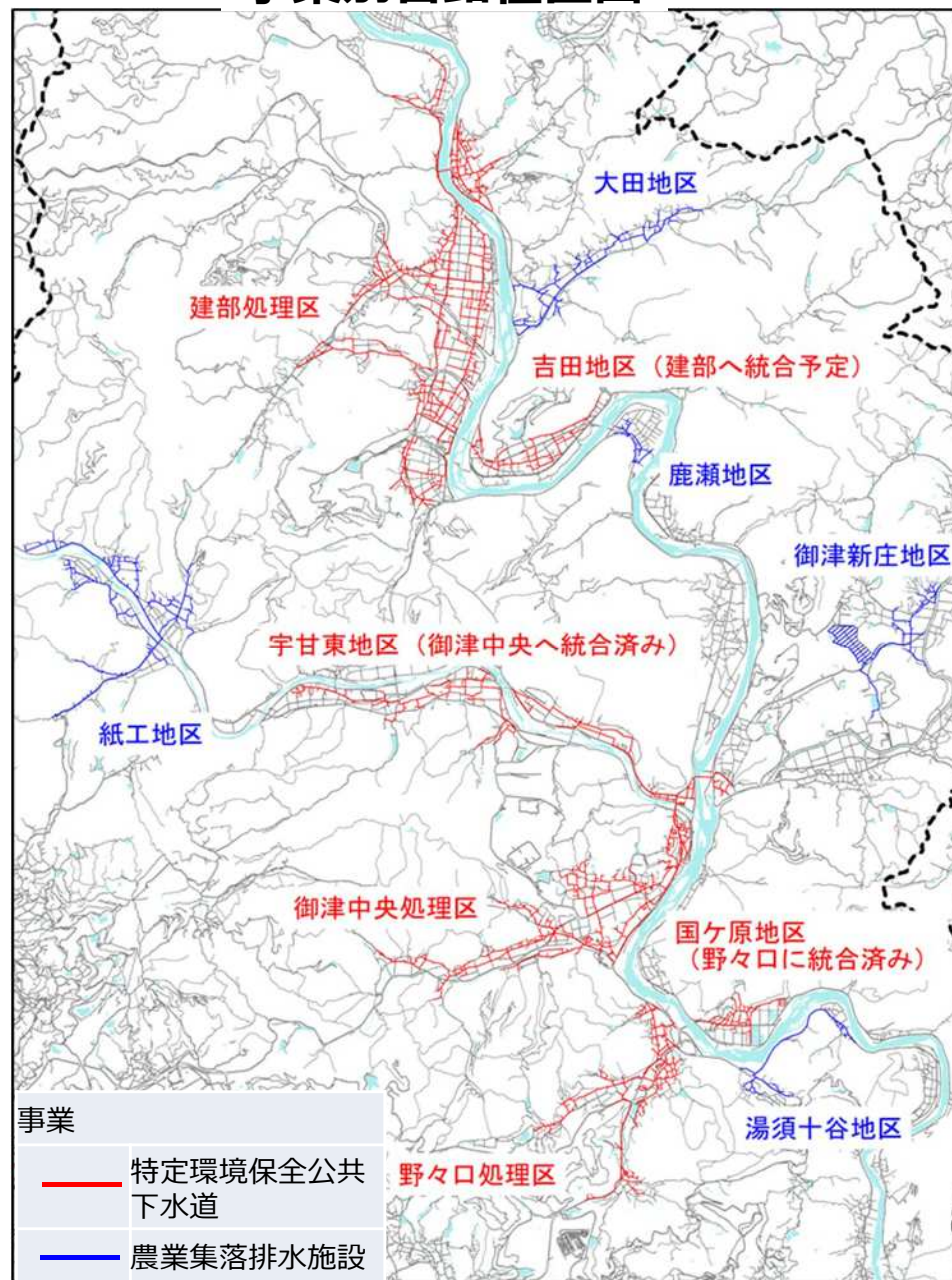 大田地区
建部処理区
吉田地区（建部へ統合予定）
鹿瀬地区
御津新庄地区
宇甘東地区（御津中央へ統合済み）
紙工地区
御津中央処理区
国ケ原地区
（野々口に統合済み）
湯須十谷地区
野々口処理区
事業
特定環境保全公共
下水道
農業集落排水施設